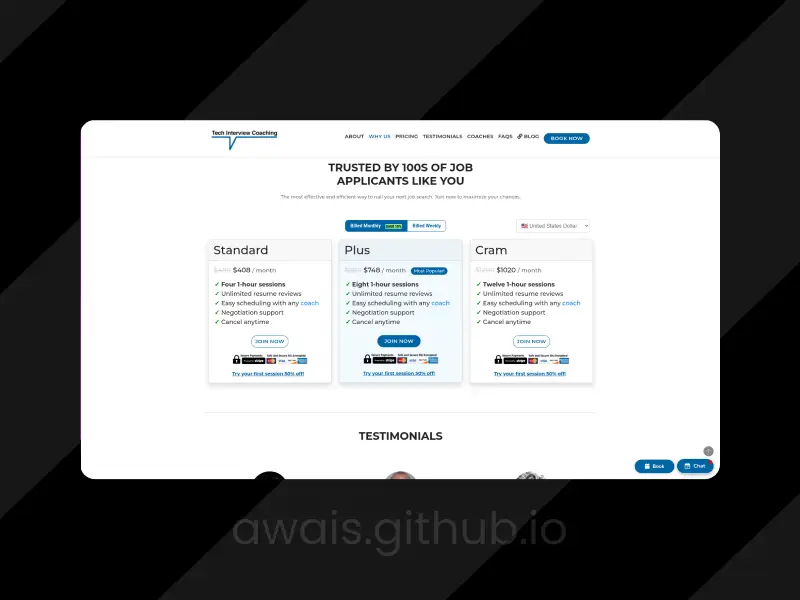 Tech Interview Coaching
ABOUT WHY US PRICING TESTIMONIALS COACHES FAQS BLOG BOOK NOW
TRUSTED BY 100S OF JOB
APPLICANTS LIKE YOU
The most effective and efficient way to nail your next job search. Join now to maximize your chances.
Billed Monthly Billed Weekly
United States Dollar
Standard
$408 / month
✓ Four 1-hour sessions
✓ Unlimited resume reviews
✓ Easy scheduling with any coach
✓ Negotiation support
✓ Cancel anytime
JOIN NOW
Try your first session 50% off!
Plus
$748 / month Most Popular!
✓ Eight 1-hour sessions
✓ Unlimited resume reviews
✓ Easy scheduling with any coach
✓ Negotiation support
✓ Cancel anytime
JOIN NOW
Try your first session 50% off!
Cram
$1020 / month
✓ Twelve 1-hour sessions
✓ Unlimited resume reviews
✓ Easy scheduling with any coach
✓ Negotiation support
✓ Cancel anytime
JOIN NOW
Try your first session 50% off!
TESTIMONIALS
Book Chat
awais.github.io